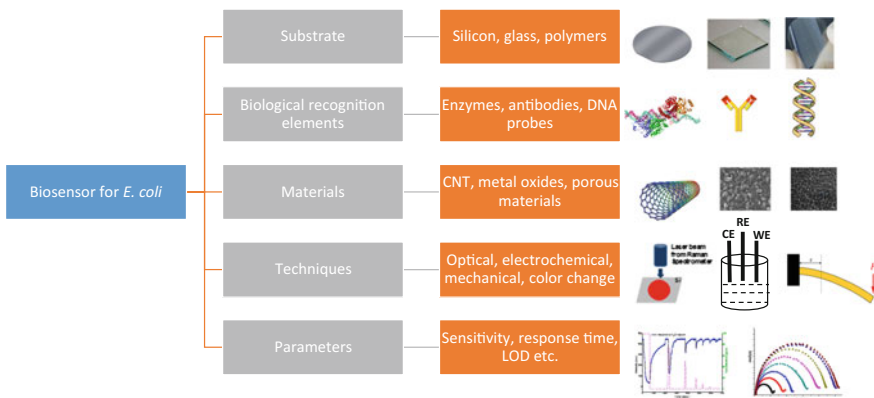 Substrate
Silicon, glass, polymers
Biological recognition
elements
Enzymes, antibodies, DNA
probes
Biosensor for E. coli
Materials
CNT, metal oxides, porous
materials
Techniques
Optical, electrochemical,
mechanical, color change
Laser beam
from Raman
Spectrometer
RE
CE
WE
Parameters
Sensitivity, response time,
LOD etc.